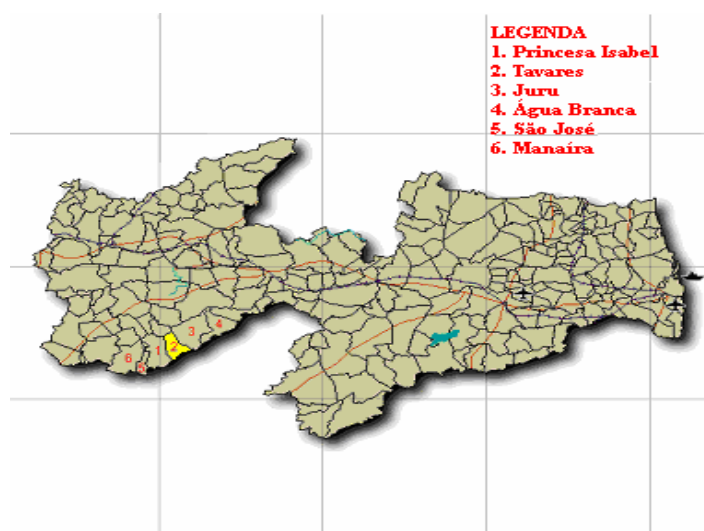 LEGENDA
1. Princesa Isabel
2. Tavares
3. Juru
4. Água Branca
5. São José
6. Manaíra
4
3
2
1
6
5